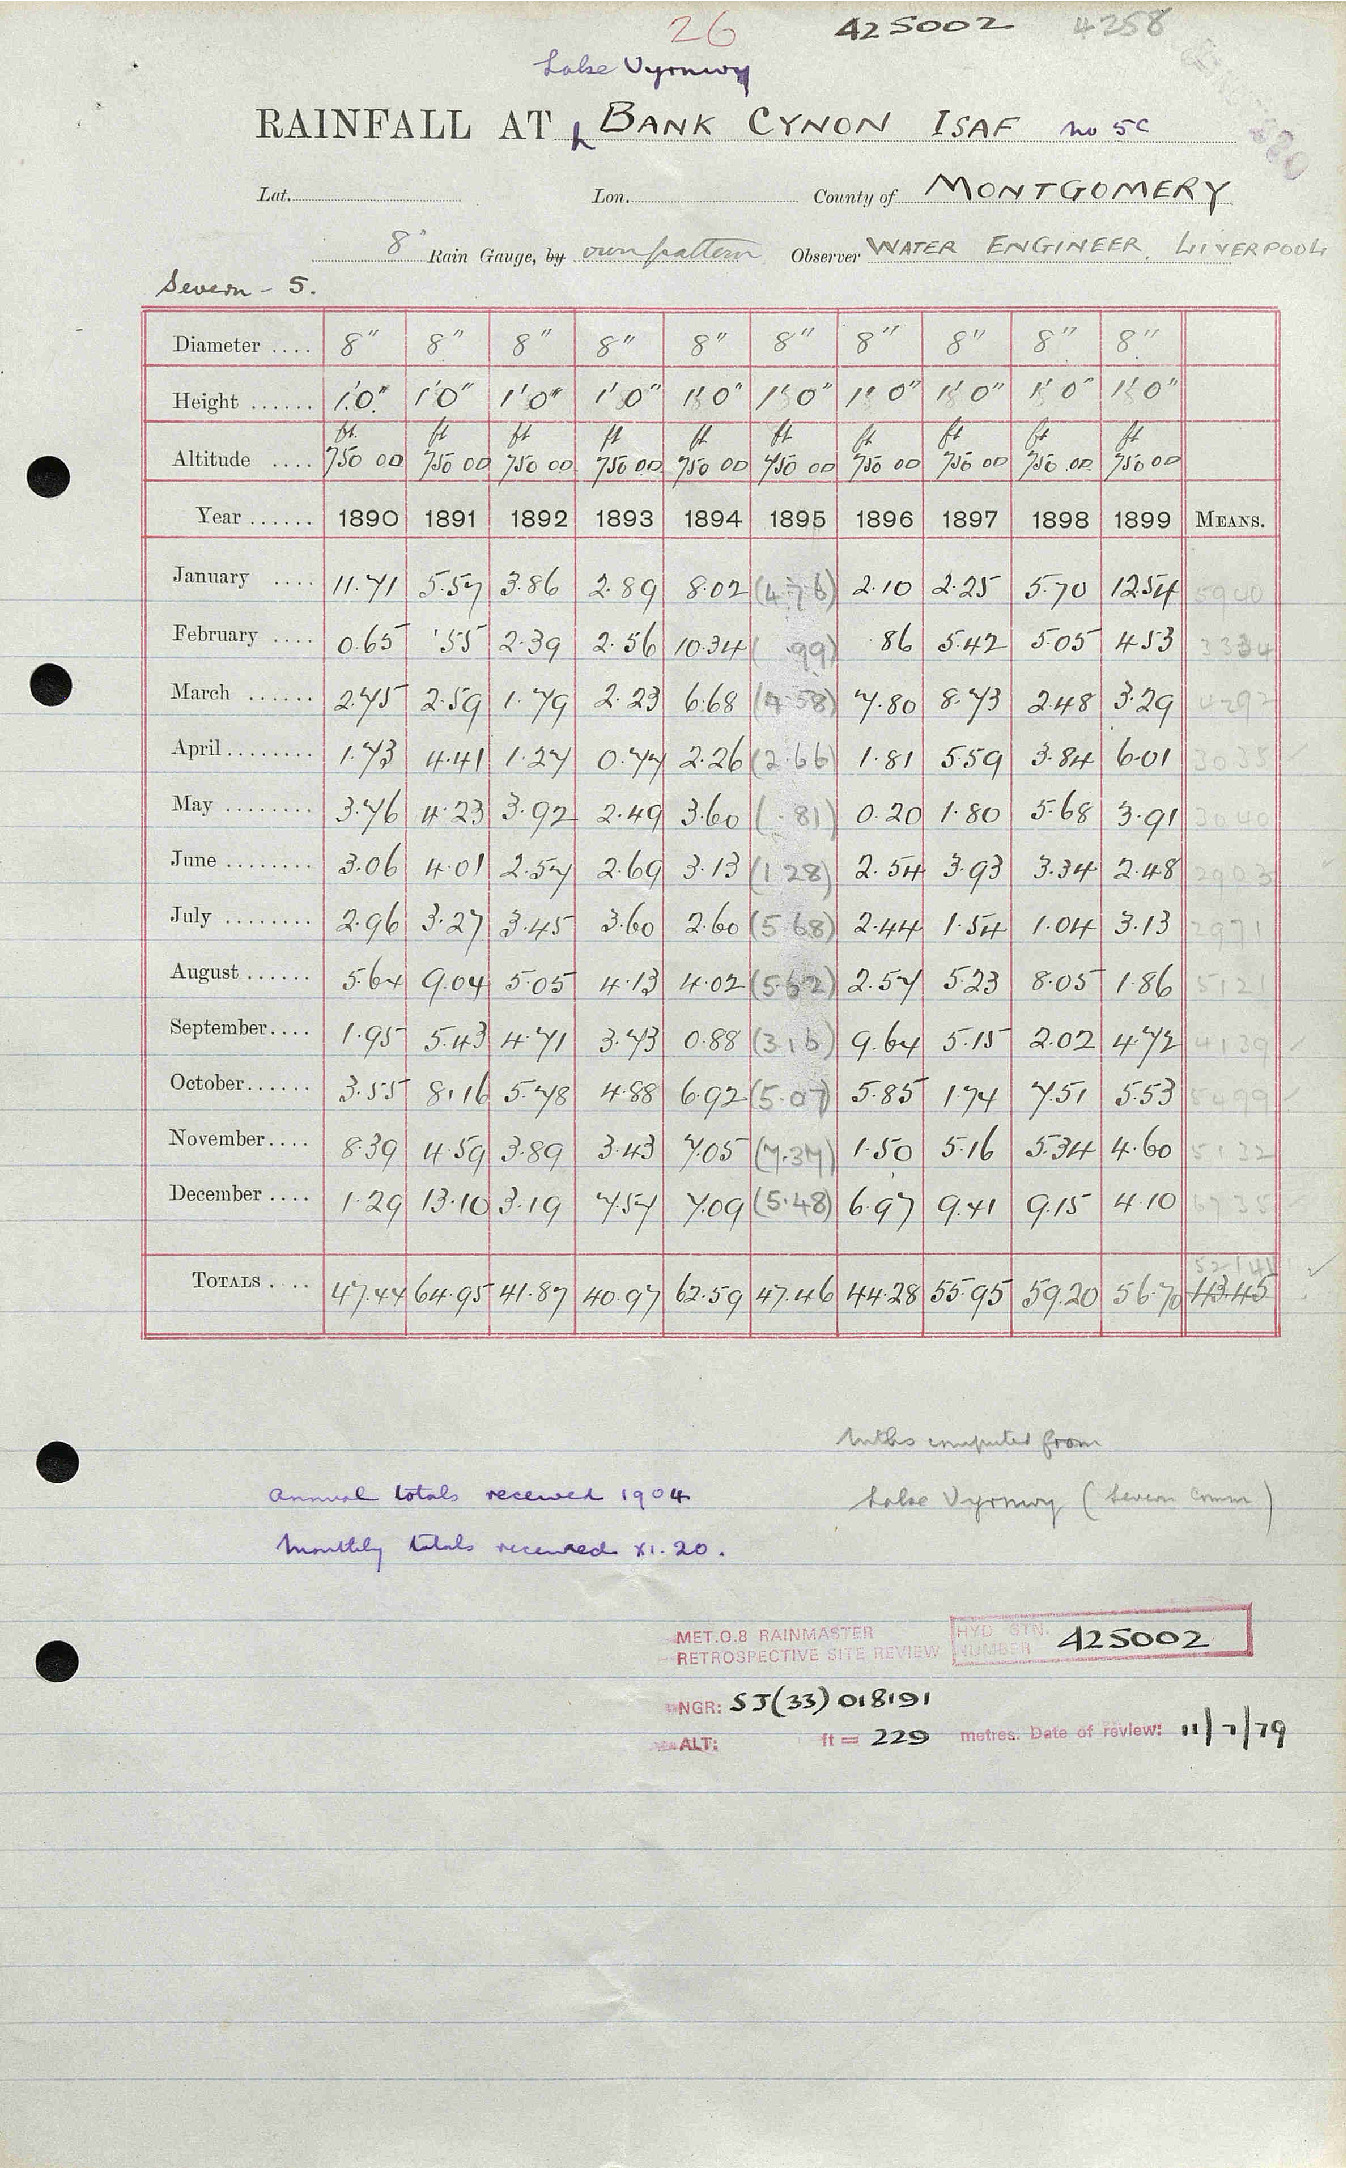 26 42S002 4258
Lake Vyrnwy
RAINFALL AT BANK CYNON ISAF No 5C
Lat. Lon. County of MONTGOMERY
8" Rain Gauge, by own pattern Observer WATER ENGINEER. LIVERPOOL
Severn - 5.
Diameter .... 8" 8" 8" 8" 8" 8" 8" 8" 8" 8"
Height ...... 1'0" 1'0" 1'0" 1'0" 1'0" 1'0" 1'0" 1'0" 1'0" 1'0"
ft ft ft ft ft ft ft ft ft ft
Altitude .... 750 00 750 00 750 00 750 00 750 00 750 00 750 00 750 00 750 00 750 00
Year ...... 1890 1891 1892 1893 1894 1895 1896 1897 1898 1899 MEANS.
January .... 11.71 5.57 3.86 2.89 8.02 (4.76) 2.10 2.25 5.70 12.54 5940
February .... 0.65 .55 2.39 2.56 10.34 (.99) .86 5.42 5.05 4.53 3334
March ...... 2.75 2.59 1.79 2.23 6.68 (4.58) 7.80 8.73 2.48 3.29 4292
April ........ 1.73 4.41 1.27 0.77 2.26 (2.66) 1.81 5.59 3.84 6.01 3035 ✓
May ........ 3.76 4.23 3.92 2.49 3.60 (.81) 0.20 1.80 5.68 3.91 3040
June ........ 3.06 4.01 2.57 2.69 3.13 (1.28) 2.54 3.93 3.34 2.48 2903
July ........ 2.96 3.27 3.45 3.60 2.60 (5.68) 2.44 1.54 1.04 3.13 2971
August ...... 5.64 9.04 5.05 4.13 4.02 (5.62) 2.57 5.23 8.05 1.86 5121
September .... 1.95 5.43 4.71 3.73 0.88 (3.16) 9.64 5.15 2.02 4.72 4139 ✓
October ...... 3.55 8.16 5.78 4.88 6.92 (5.07) 5.85 1.74 7.51 5.53 5499 ✓
November .... 8.39 4.59 3.89 3.43 7.05 (7.37) 1.50 5.16 5.34 4.60 5132
December .... 1.29 13.10 3.19 7.57 7.09 (5.48) 6.97 9.41 9.15 4.10 6735 ✓
52141 ✓
TOTALS .... 47.44 64.95 41.87 40.97 62.59 47.46 44.28 55.95 59.20 56.70 43.45
Mths computed from
Annual totals received 1904
Lake Vyrnwy (Severn Comm)
Monthly totals received XI.20.
MET.O.8 RAINMASTER
RETROSPECTIVE SITE REVIEW
HYD STN. NUMBER 42S002
NGR: SJ(33) 018191
ALT: ft = 229 metres. Date of review: 11/7/79